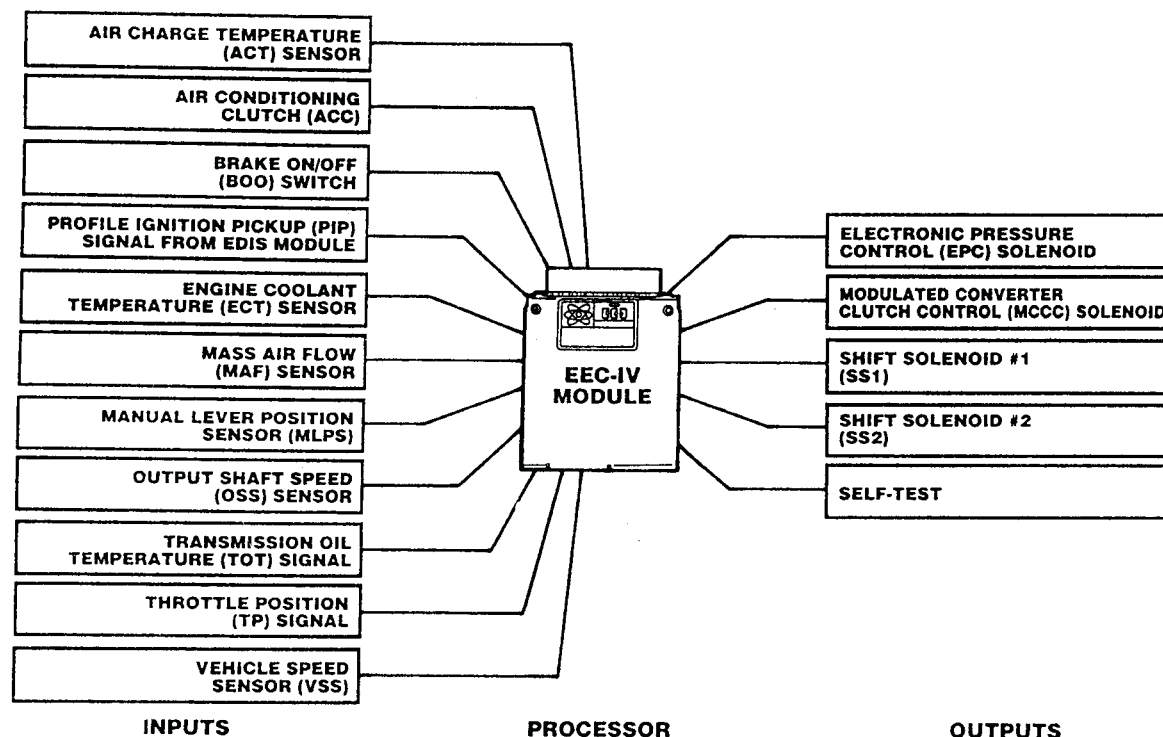 AIR CHARGE TEMPERATURE
(ACT) SENSOR
AIR CONDITIONING
CLUTCH (ACC)
BRAKE ON/OFF
(BOO) SWITCH
PROFILE IGNITION PICKUP (PIP)
SIGNAL FROM EDIS MODULE
ENGINE COOLANT
TEMPERATURE (ECT) SENSOR
MASS AIR FLOW
(MAF) SENSOR
MANUAL LEVER POSITION
SENSOR (MLPS)
OUTPUT SHAFT SPEED
(OSS) SENSOR
TRANSMISSION OIL
TEMPERATURE (TOT) SIGNAL
THROTTLE POSITION
(TP) SIGNAL
VEHICLE SPEED
SENSOR (VSS)
INPUTS
EEC-IV
MODULE
PROCESSOR
ELECTRONIC PRESSURE
CONTROL (EPC) SOLENOID
MODULATED CONVERTER
CLUTCH CONTROL (MCCC) SOLENOID
SHIFT SOLENOID #1
(SS1)
SHIFT SOLENOID #2
(SS2)
SELF-TEST
OUTPUTS